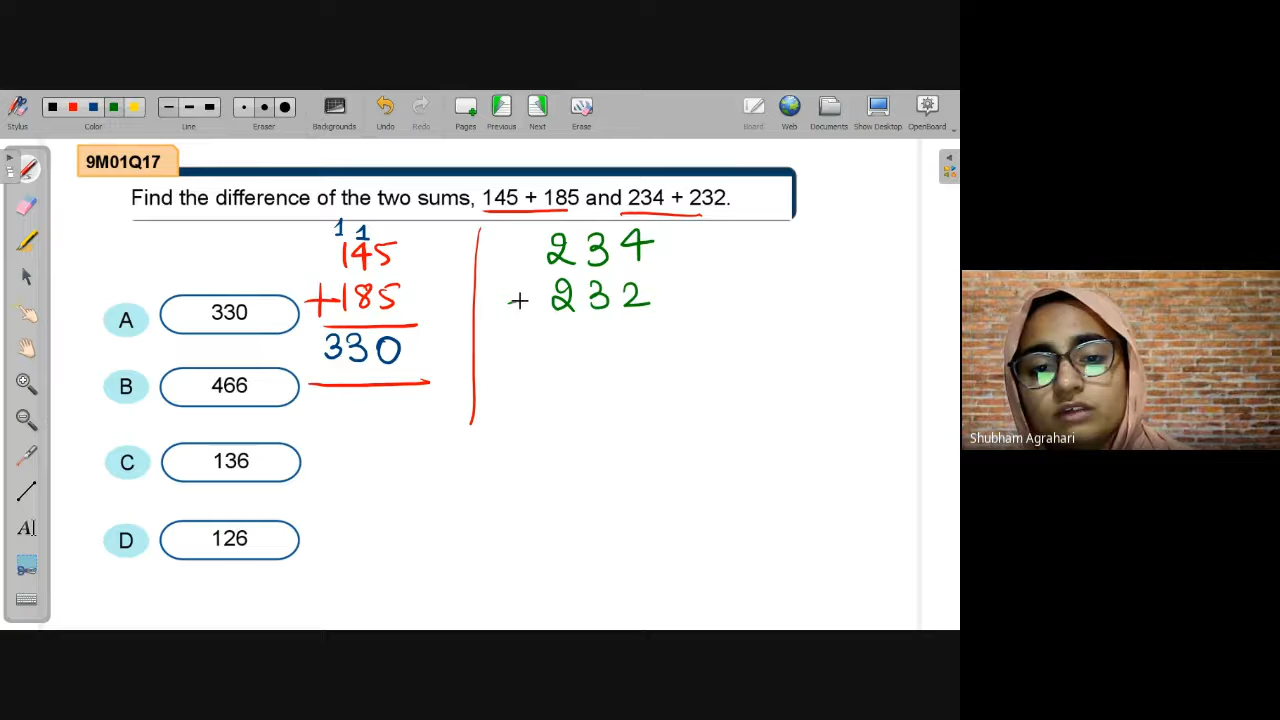 Stylus Color Line Eraser Backgrounds Undo Redo Pages Previous Next Erase Board Web Documents Show Desktop OpenBoard
9M01Q17
Find the difference of the two sums, 145 + 185 and 234 + 232.
1 1
145
+185
330
234
+ 232
A 330
B 466
C 136
D 126
Shubham Agrahari